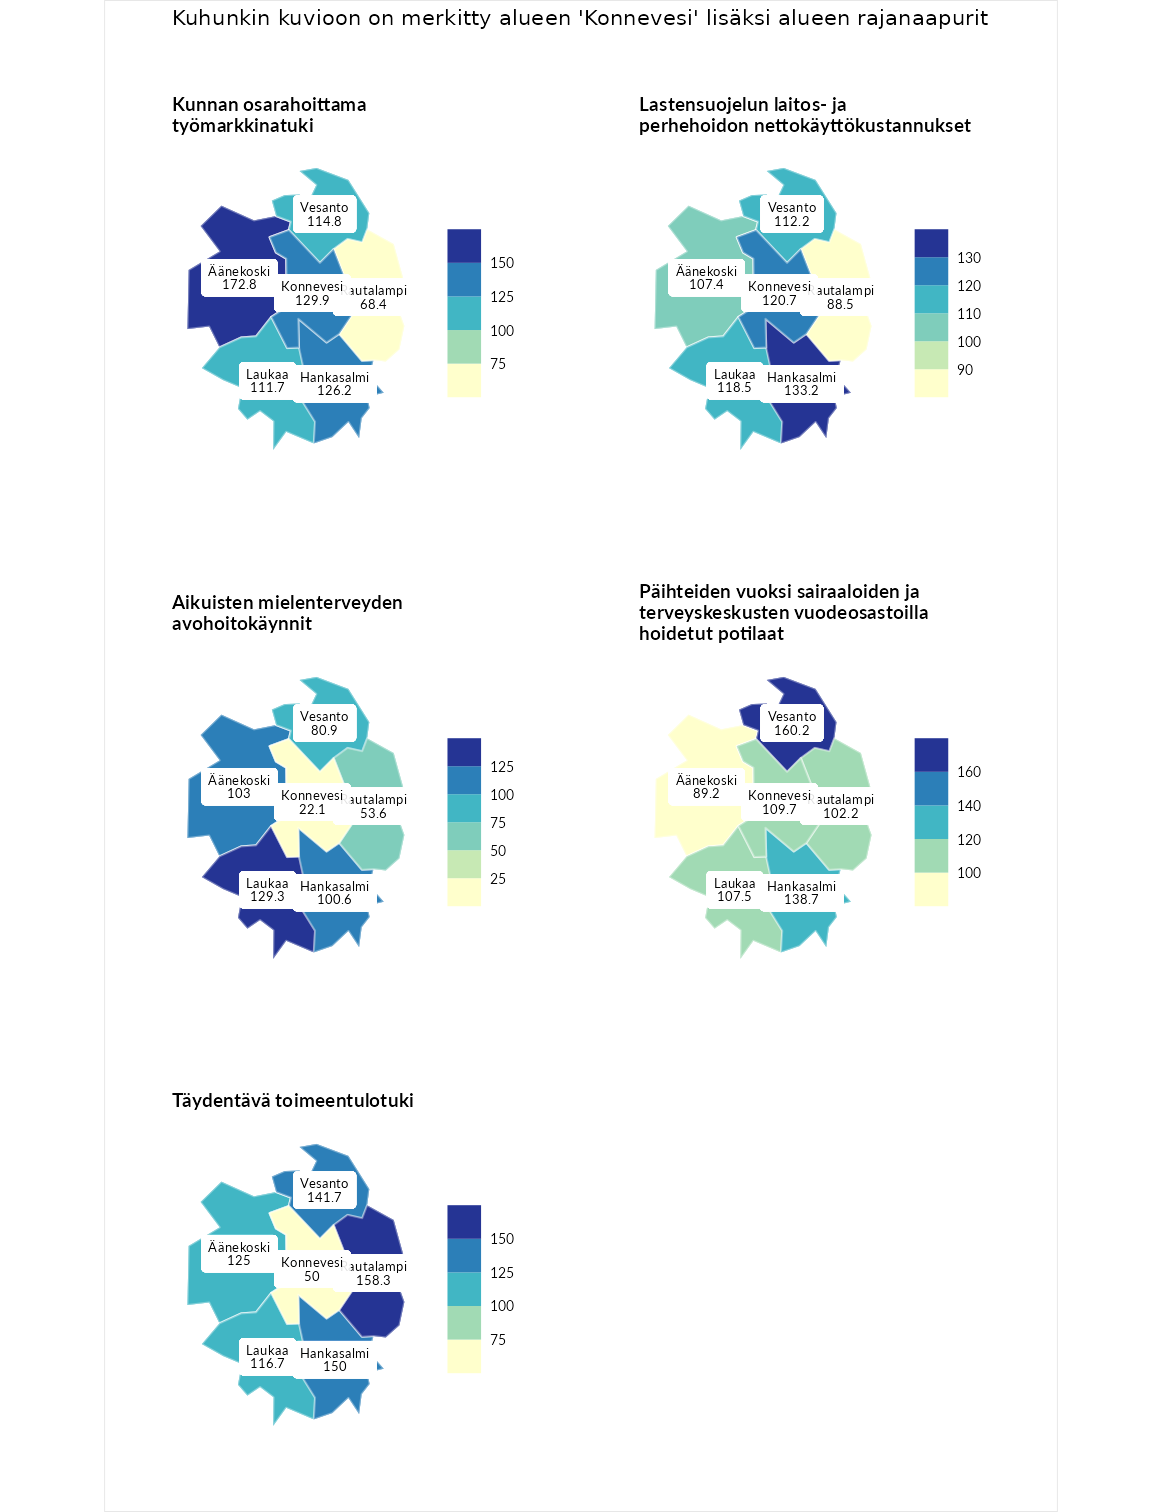 Kuhunkin kuvioon on merkitty alueen 'Konnevesi' lisäksi alueen rajanaapurit
Kunnan osarahoittama
työmarkkinatuki
Vesanto
114.8
Äänekoski
172.8
Konnevesi
129.9
autalampi
68.4
Laukaa
111.7
Hankasalmi
126.2
150
125
100
75
Lastensuojelun laitos- ja
perhehoidon nettokäyttökustannukset
Vesanto
112.2
Äänekoski
107.4
Konnevesi
120.7
autalampi
88.5
Laukaa
118.5
Hankasalmi
133.2
130
120
110
100
90
Aikuisten mielenterveyden
avohoitokäynnit
Vesanto
80.9
Äänekoski
103
Konnevesi
22.1
autalampi
53.6
Laukaa
129.3
Hankasalmi
100.6
125
100
75
50
25
Päihteiden vuoksi sairaaloiden ja
terveyskeskusten vuodeosastoilla
hoidetut potilaat
Vesanto
160.2
Äänekoski
89.2
Konnevesi
109.7
autalampi
102.2
Laukaa
107.5
Hankasalmi
138.7
160
140
120
100
Täydentävä toimeentulotuki
Vesanto
141.7
Äänekoski
125
Konnevesi
50
autalampi
158.3
Laukaa
116.7
Hankasalmi
150
150
125
100
75